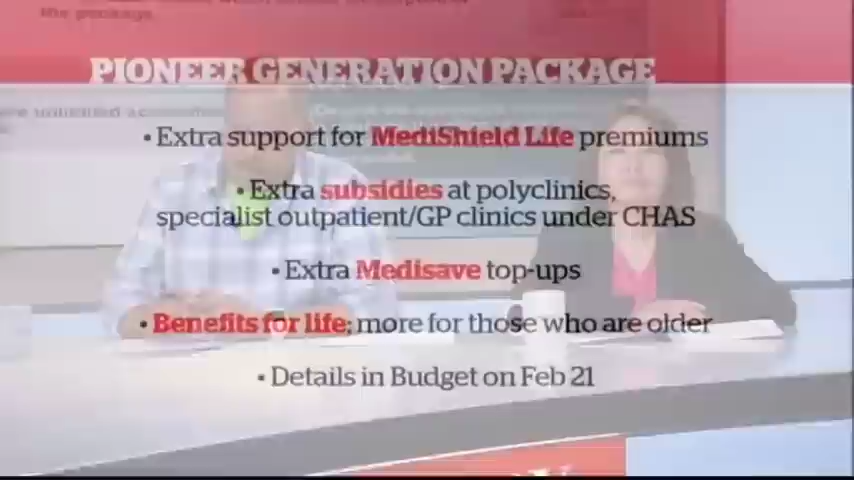 the package.
PIONEER GENERATION PACKAGE
• Extra support for MediShield Life premiums
• Extra subsidies at polyclinics,
specialist outpatient/GP clinics under CHAS
• Extra Medisave top-ups
• Benefits for life; more for those who are older
• Details in Budget on Feb 21